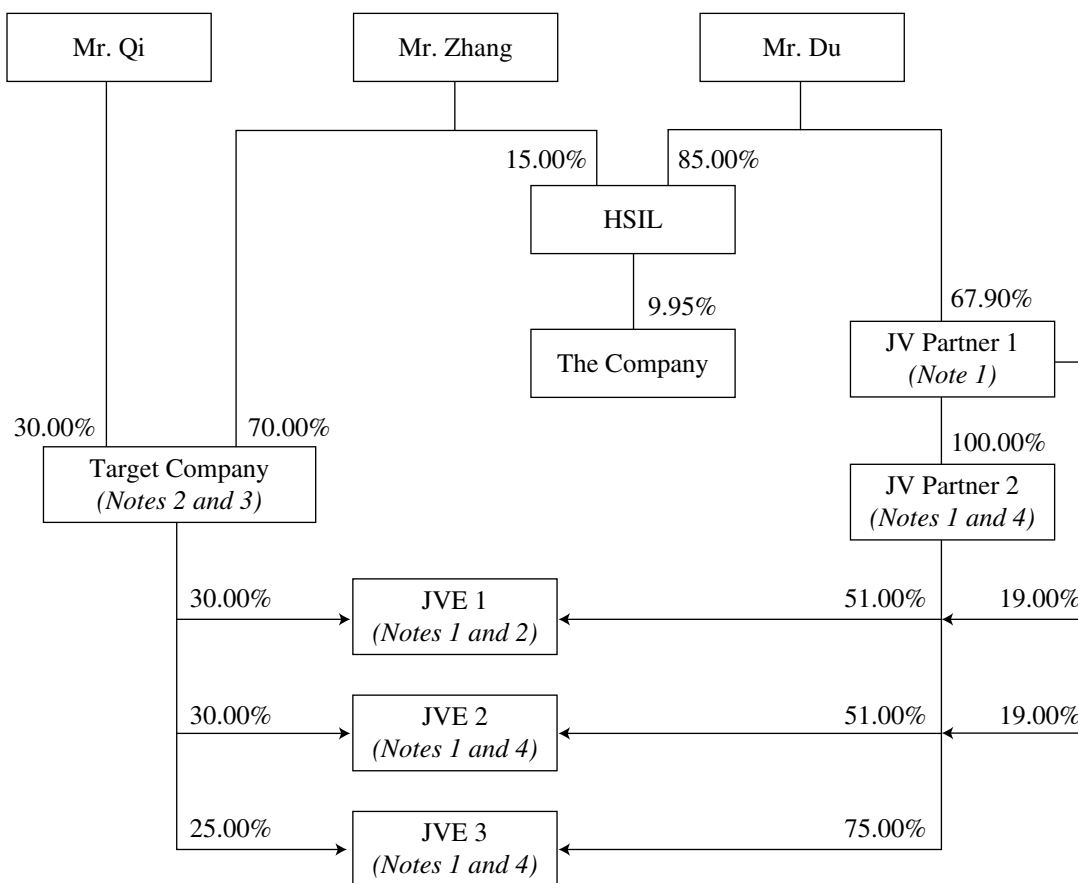 Mr. Qi
Mr. Zhang
Mr. Du
15.00%
85.00%
HSIL
9.95%
67.90%
The Company
JV Partner 1
(Note 1)
30.00%
70.00%
100.00%
Target Company
(Notes 2 and 3)
JV Partner 2
(Notes 1 and 4)
30.00%
JVE 1
(Notes 1 and 2)
51.00%
19.00%
30.00%
JVE 2
(Notes 1 and 4)
51.00%
19.00%
25.00%
JVE 3
(Notes 1 and 4)
75.00%